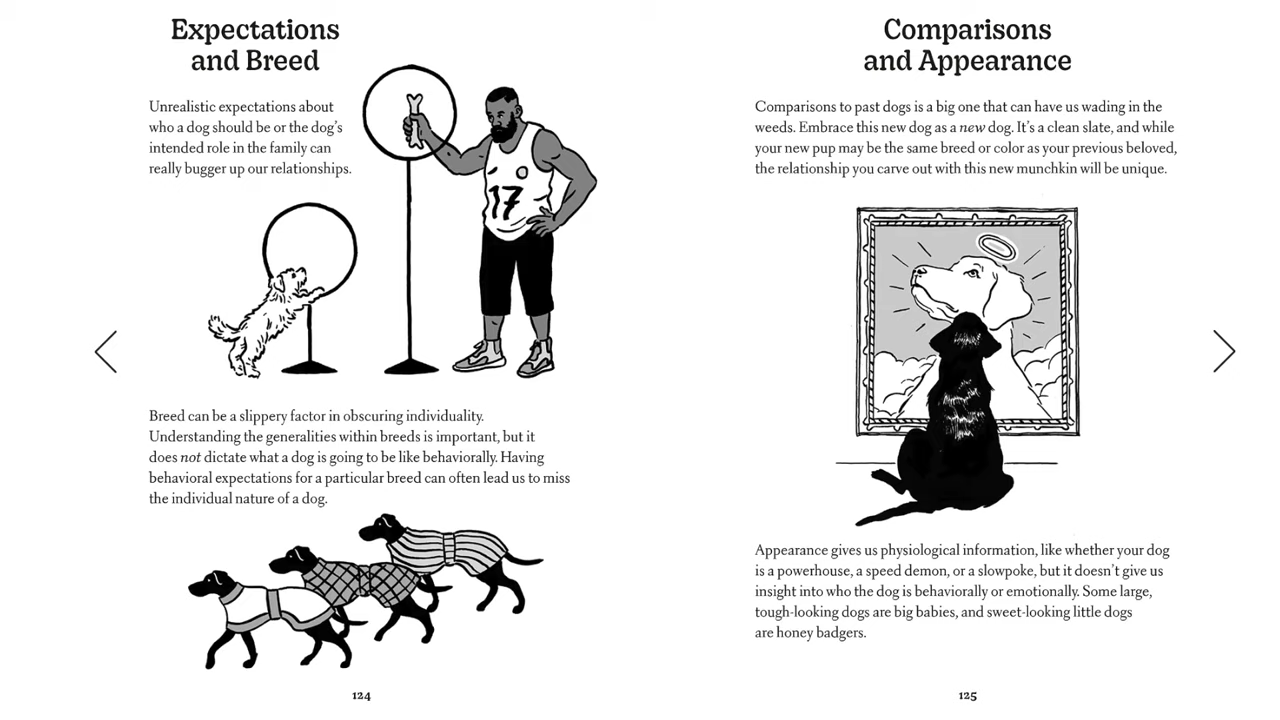 Expectations
and Breed
Unrealistic expectations about
who a dog should be or the dog's
intended role in the family can
really bugger up our relationships.
17
Breed can be a slippery factor in obscuring individuality.
Understanding the generalities within breeds is important, but it
does not dictate what a dog is going to be like behaviorally. Having
behavioral expectations for a particular breed can often lead us to miss
the individual nature of a dog.
124
Comparisons
and Appearance
Comparisons to past dogs is a big one that can have us wading in the
weeds. Embrace this new dog as a new dog. It's a clean slate, and while
your new pup may be the same breed or color as your previous beloved,
the relationship you carve out with this new munchkin will be unique.
Appearance gives us physiological information, like whether your dog
is a powerhouse, a speed demon, or a slowpoke, but it doesn't give us
insight into who the dog is behaviorally or emotionally. Some large,
tough-looking dogs are big babies, and sweet-looking little dogs
are honey badgers.
125